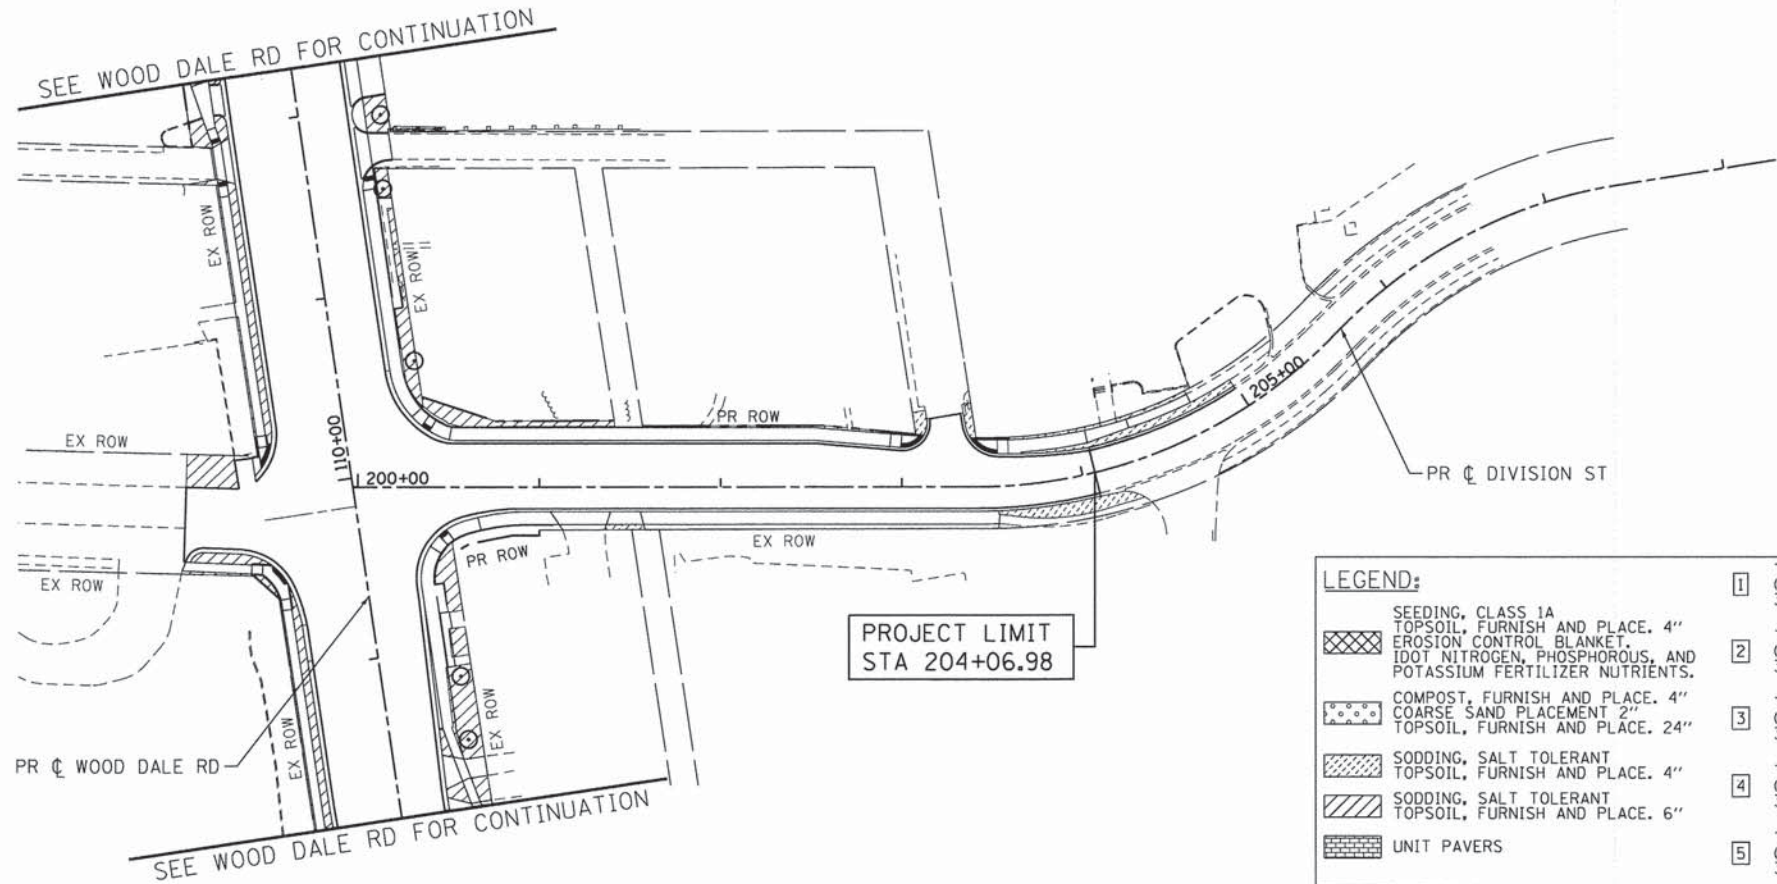 SEE WOOD DALE RD FOR CONTINUATION
EX ROW
EX ROW
PR ROW
EX ROW
110+00
200+00
205+00
PR ℄ DIVISION ST
PR ROW
EX ROW
EX ROW
PROJECT LIMIT
STA 204+06.98
EX ROW
EX ROW
PR ℄ WOOD DALE RD
SEE WOOD DALE RD FOR CONTINUATION
LEGEND:
SEEDING, CLASS 1A
TOPSOIL, FURNISH AND PLACE. 4"
EROSION CONTROL BLANKET.
IDOT NITROGEN, PHOSPHOROUS, AND
POTASSIUM FERTILIZER NUTRIENTS.
COMPOST, FURNISH AND PLACE. 4"
COARSE SAND PLACEMENT 2"
TOPSOIL, FURNISH AND PLACE. 24"
SODDING, SALT TOLERANT
TOPSOIL, FURNISH AND PLACE. 4"
SODDING, SALT TOLERANT
TOPSOIL, FURNISH AND PLACE. 6"
UNIT PAVERS
1
2
3
4
5